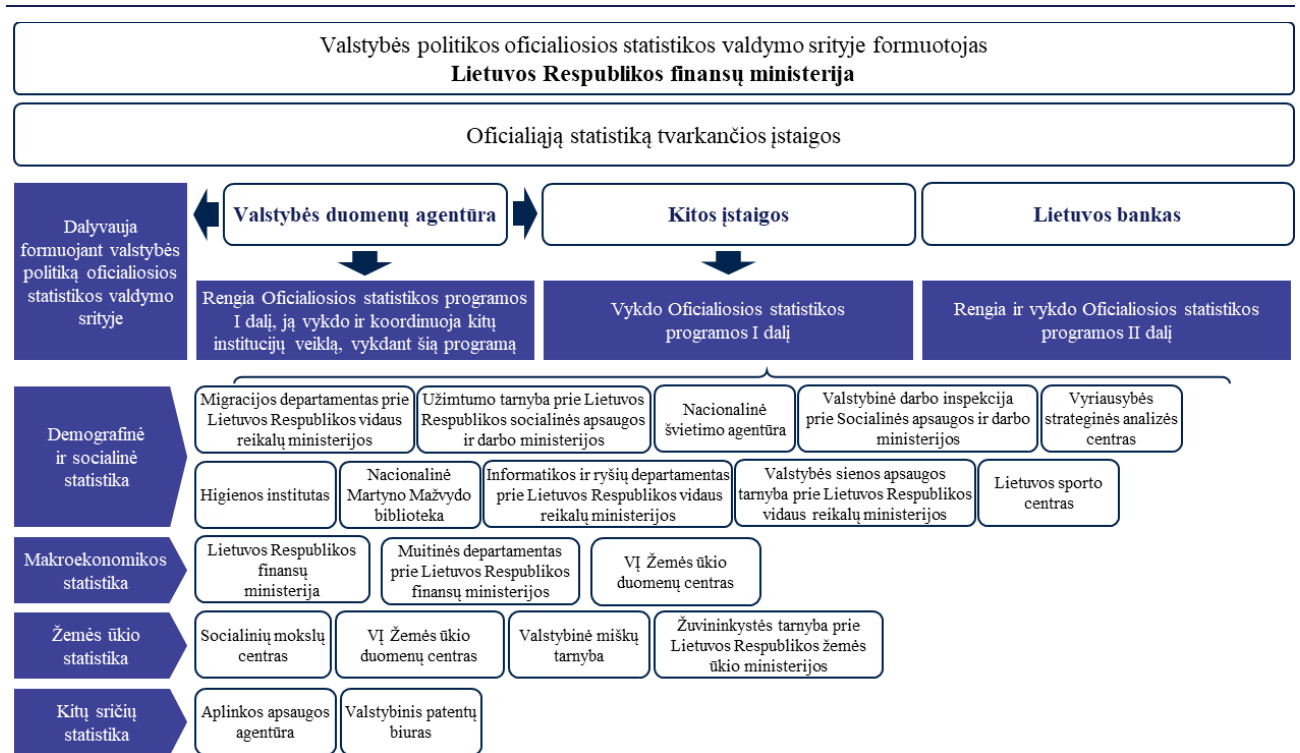 Valstybės politikos oficialiosios statistikos valdymo srityje formuotojas
Lietuvos Respublikos finansų ministerija
Oficialiąją statistiką tvarkančios įstaigos
Dalyvauja
formuojant valstybės
politiką oficialiosios
statistikos valdymo
srityje
Valstybės duomenų agentūra
Kitos įstaigos
Lietuvos bankas
Rengia Oficialiosios statistikos programos
I dalį, ją vykdo ir koordinuoja kitų
institucijų veiklą, vykdant šią programą
Vykdo Oficialiosios statistikos
programos I dalį
Rengia ir vykdo Oficialiosios statistikos
programos II dalį
Demografinė
ir socialinė
statistika
Migracijos departamentas prie
Lietuvos Respublikos vidaus
reikalų ministerijos
Užimtumo tarnyba prie Lietuvos
Respublikos socialinės apsaugos
ir darbo ministerijos
Nacionalinė
švietimo agentūra
Valstybinė darbo inspekcija
prie Socialinės apsaugos ir darbo
ministerijos
Vyriausybės
strateginės analizės
centras
Higienos institutas
Nacionalinė
Martyno Mažvydo
biblioteka
Informatikos ir ryšių departamentas
prie Lietuvos Respublikos vidaus
reikalų ministerijos
Valstybės sienos apsaugos
tarnyba prie Lietuvos Respublikos
vidaus reikalų ministerijos
Lietuvos sporto
centras
Makroekonomikos
statistika
Lietuvos Respublikos
finansų
ministerija
Muitinės departamentas
prie Lietuvos Respublikos
finansų ministerijos
VĮ Žemės ūkio
duomenų centras
Žemės ūkio
statistika
Socialinių mokslų
centras
VĮ Žemės ūkio
duomenų centras
Valstybinė miškų
tarnyba
Žuvininkystės tarnyba prie
Lietuvos Respublikos žemės
ūkio ministerijos
Kitų sričių
statistika
Aplinkos apsaugos
agentūra
Valstybinis patentų
biuras